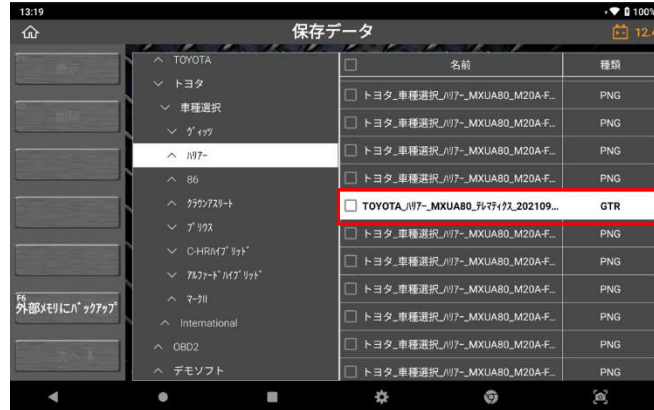 13:19
100%
保存データ
12.4
表示
削除
F6
外部メモリにﾊﾞｯｸｱｯﾌﾟ
次へ
TOYOTA
トヨタ
車種選択
ｳﾞｨｯﾂ
ﾊﾘｱｰ
86
ｸﾗｳﾝｱｽﾘｰﾄ
ﾌﾟﾘｳｽ
C-HRﾊｲﾌﾞﾘｯﾄﾞ
ｱﾙﾌｧｰﾄﾞﾊｲﾌﾞﾘｯﾄﾞ
ﾏｰｸII
International
OBD2
デモソフト
名前 種類
トヨタ_車種選択_ﾊﾘｱｰ_MXUA80_M20A-F... PNG
トヨタ_車種選択_ﾊﾘｱｰ_MXUA80_M20A-F... PNG
トヨタ_車種選択_ﾊﾘｱｰ_MXUA80_M20A-F... PNG
トヨタ_車種選択_ﾊﾘｱｰ_MXUA80_M20A-F... PNG
TOYOTA_ﾊﾘｱｰ_MXUA80_ﾃﾚﾏﾃｨｸｽ_202109... GTR
トヨタ_車種選択_ﾊﾘｱｰ_MXUA80_M20A-F... PNG
トヨタ_車種選択_ﾊﾘｱｰ_MXUA80_M20A-F... PNG
トヨタ_車種選択_ﾊﾘｱｰ_MXUA80_M20A-F... PNG
トヨタ_車種選択_ﾊﾘｱｰ_MXUA80_M20A-F... PNG
トヨタ_車種選択_ﾊﾘｱｰ_MXUA80_M20A-F... PNG
トヨタ_車種選択_ﾊﾘｱｰ_MXUA80_M20A-F... PNG